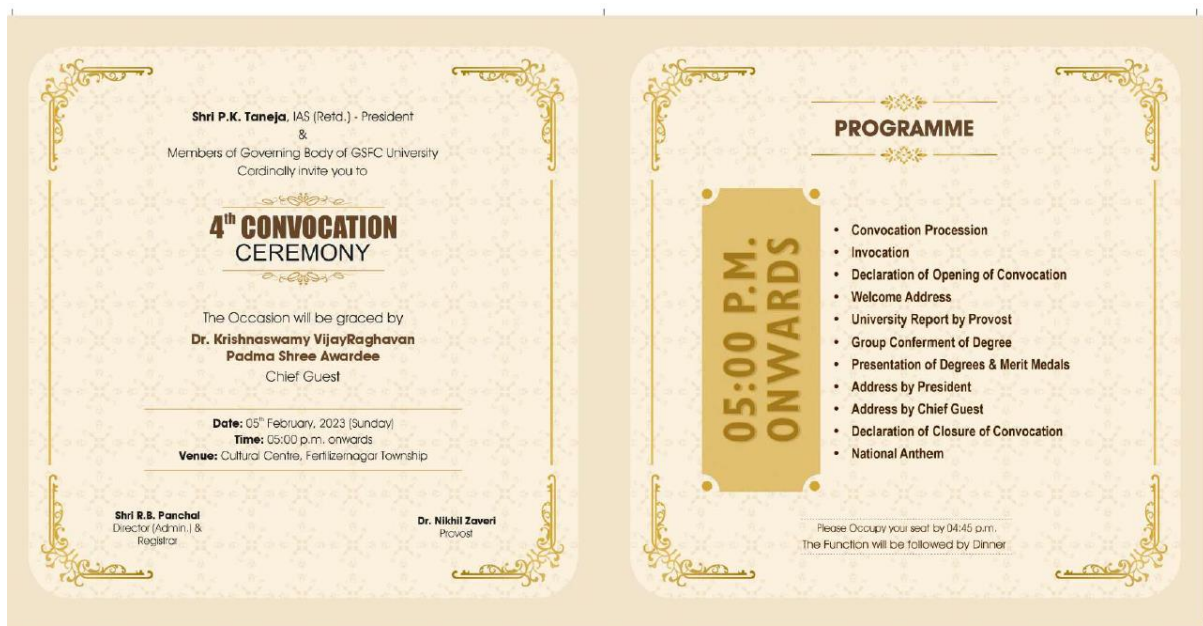 Shri P.K. Taneja, IAS (Retd.) - President
&
Members of Governing Body of GSFC University
Cordinally invite you to
4th CONVOCATION
CEREMONY
The Occasion will be graced by
Dr. Krishnaswamy VijayRaghavan
Padma Shree Awardee
Chief Guest
Date: 05th February, 2023 (Sunday)
Time: 05:00 p.m. onwards
Venue: Cultural Centre, Fertilizernagar Township
Shri R.B. Panchal
Director (Admin.) &
Registrar
Dr. Nikhil Zaveri
Provost
PROGRAMME
05:00 P.M.
ONWARDS
• Convocation Procession
• Invocation
• Declaration of Opening of Convocation
• Welcome Address
• University Report by Provost
• Group Conferment of Degree
• Presentation of Degrees & Merit Medals
• Address by President
• Address by Chief Guest
• Declaration of Closure of Convocation
• National Anthem
Please Occupy your seat by 04:45 p.m.
The Function will be followed by Dinner